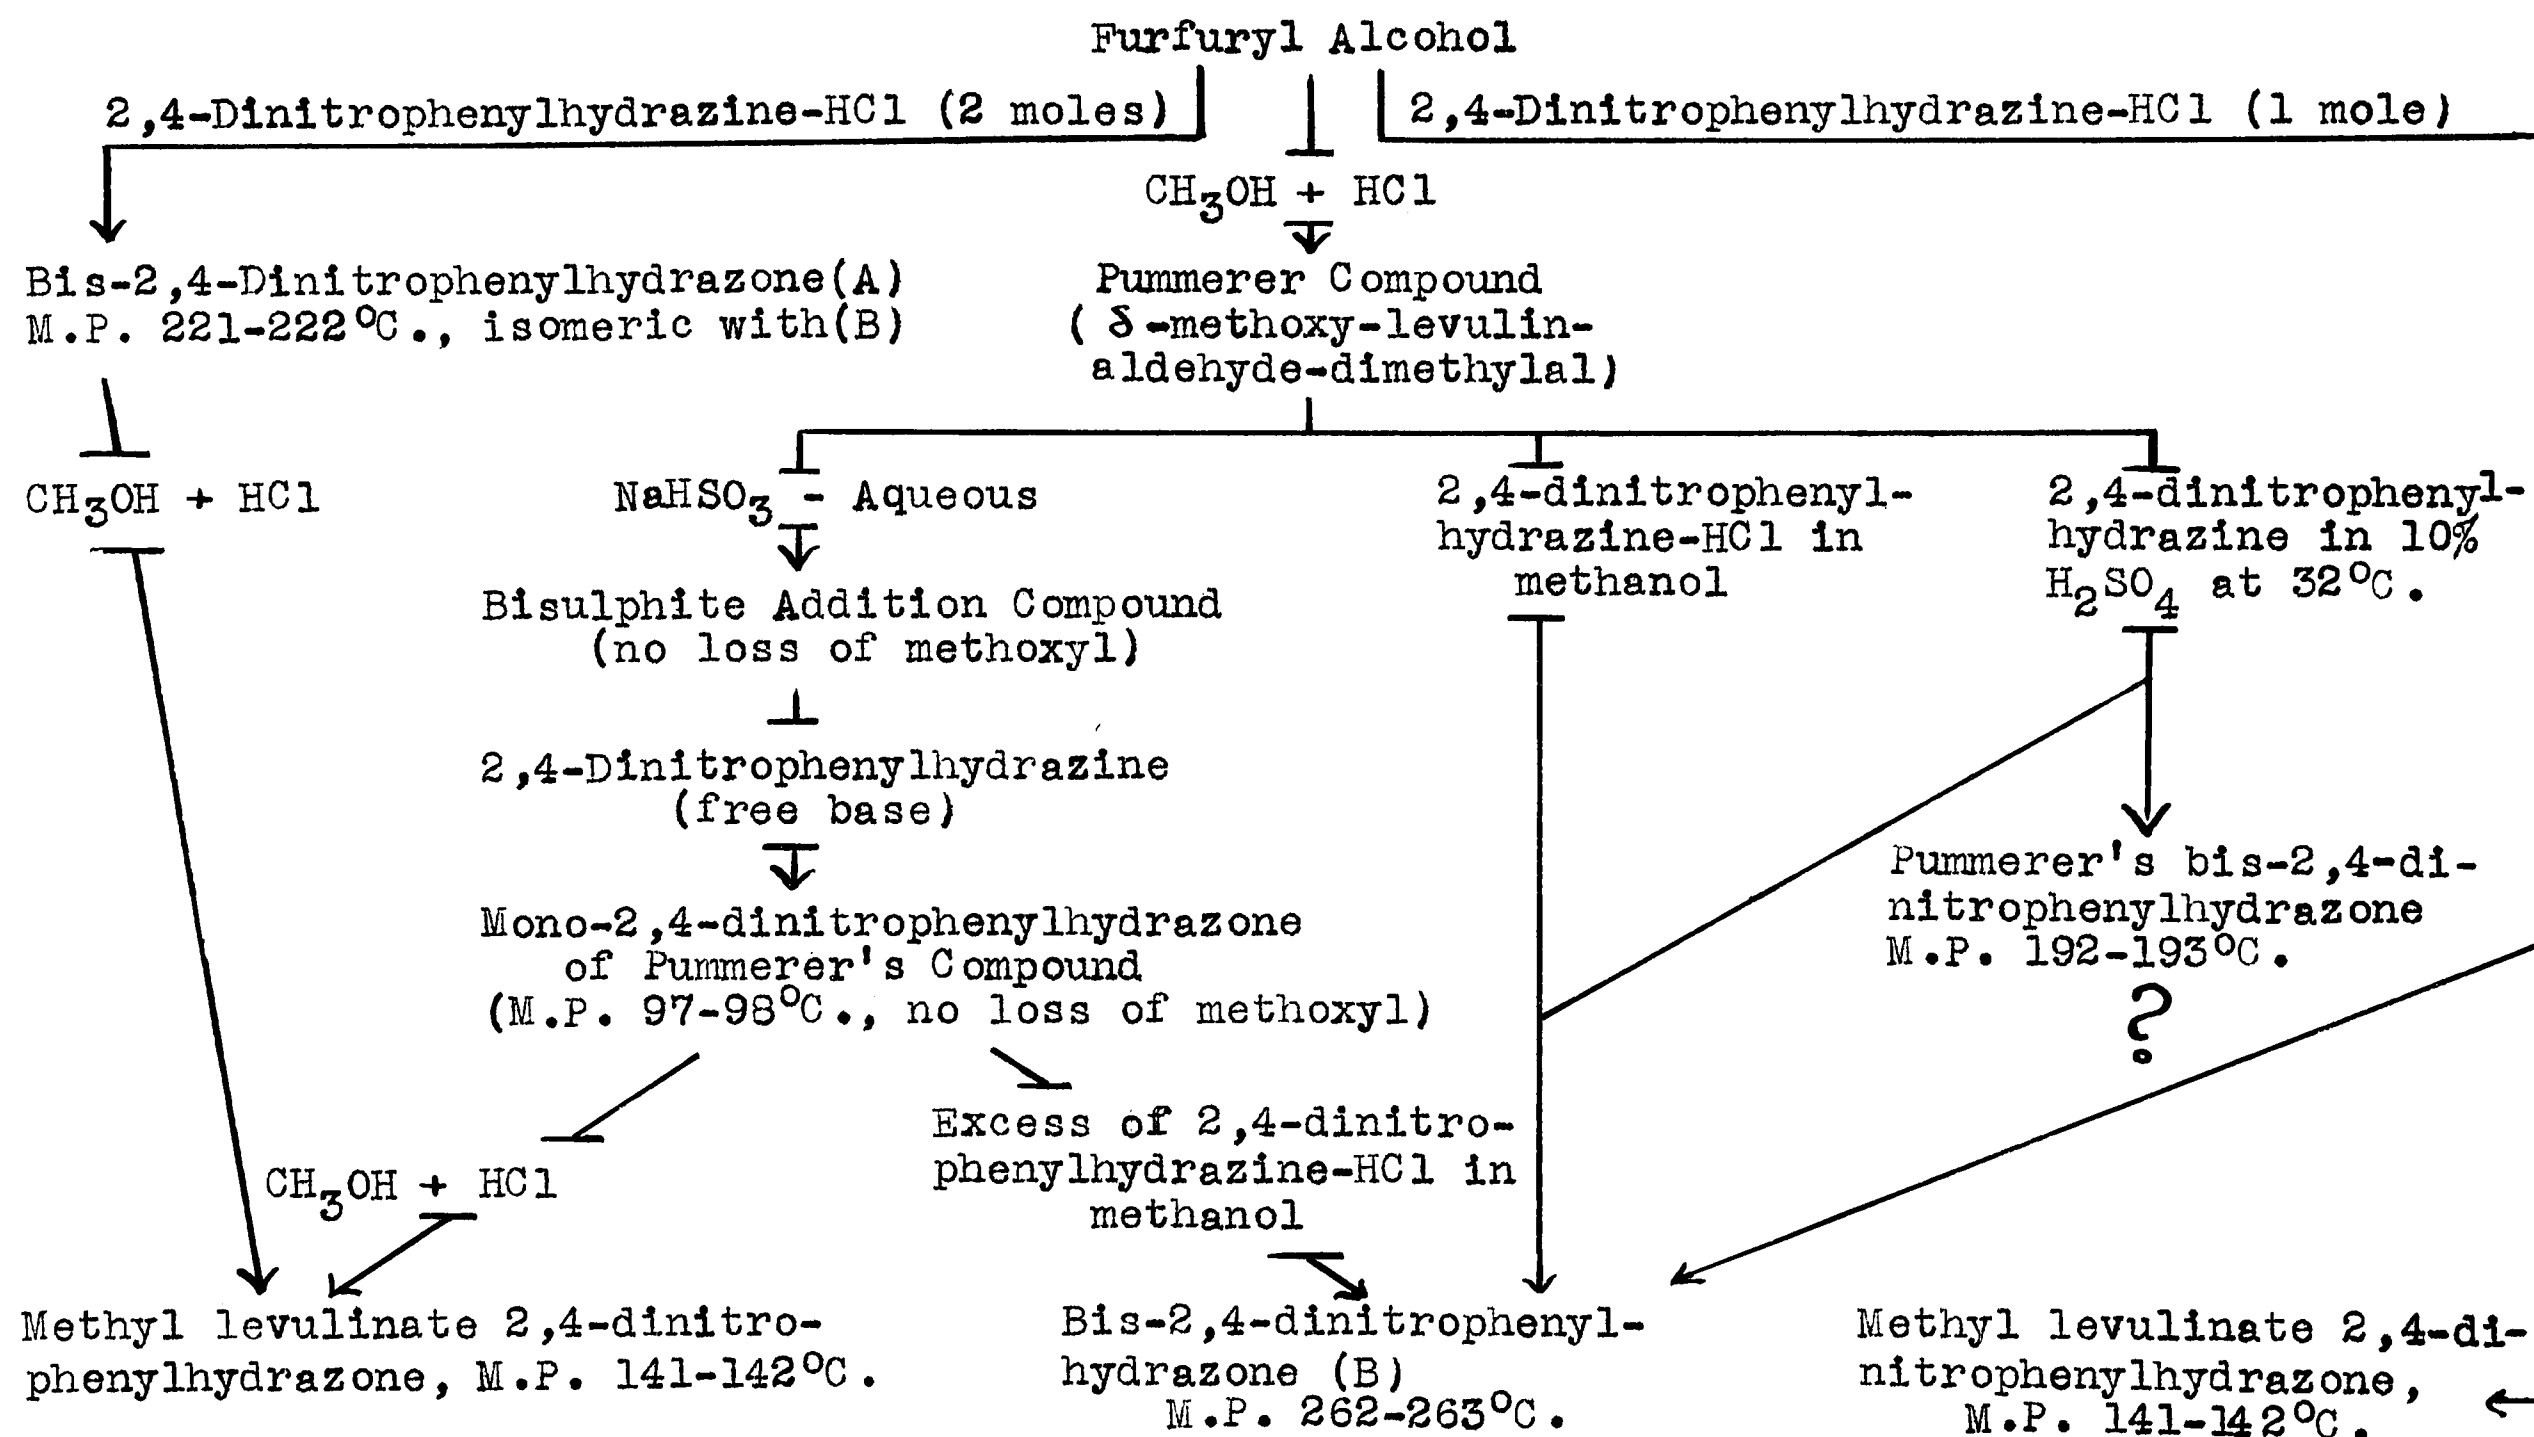 Furfuryl Alcohol
2,4-Dinitrophenylhydrazine-HCl (2 moles)
2,4-Dinitrophenylhydrazine-HCl (1 mole)
CH3OH + HCl
Bis-2,4-Dinitrophenylhydrazone(A)
M.P. 221-222°C., isomeric with(B)
Pummerer Compound
( δ-methoxy-levulin-
aldehyde-dimethylal)
CH3OH + HCl
NaHSO3 - Aqueous
2,4-dinitrophenyl-
hydrazine-HCl in
methanol
2,4-dinitrophenyl-
hydrazine in 10%
H2SO4 at 32°C.
Bisulphite Addition Compound
(no loss of methoxyl)
2,4-Dinitrophenylhydrazine
(free base)
Pummerer's bis-2,4-di-
nitrophenylhydrazone
M.P. 192-193°C.
?
Mono-2,4-dinitrophenylhydrazone
of Pummerer's Compound
(M.P. 97-98°C., no loss of methoxyl)
Excess of 2,4-dinitro-
phenylhydrazine-HCl in
methanol
CH3OH + HCl
Methyl levulinate 2,4-dinitro-
phenylhydrazone, M.P. 141-142°C.
Bis-2,4-dinitrophenyl-
hydrazone (B)
M.P. 262-263°C.
Methyl levulinate 2,4-di-
nitrophenylhydrazone,
M.P. 141-142°C.